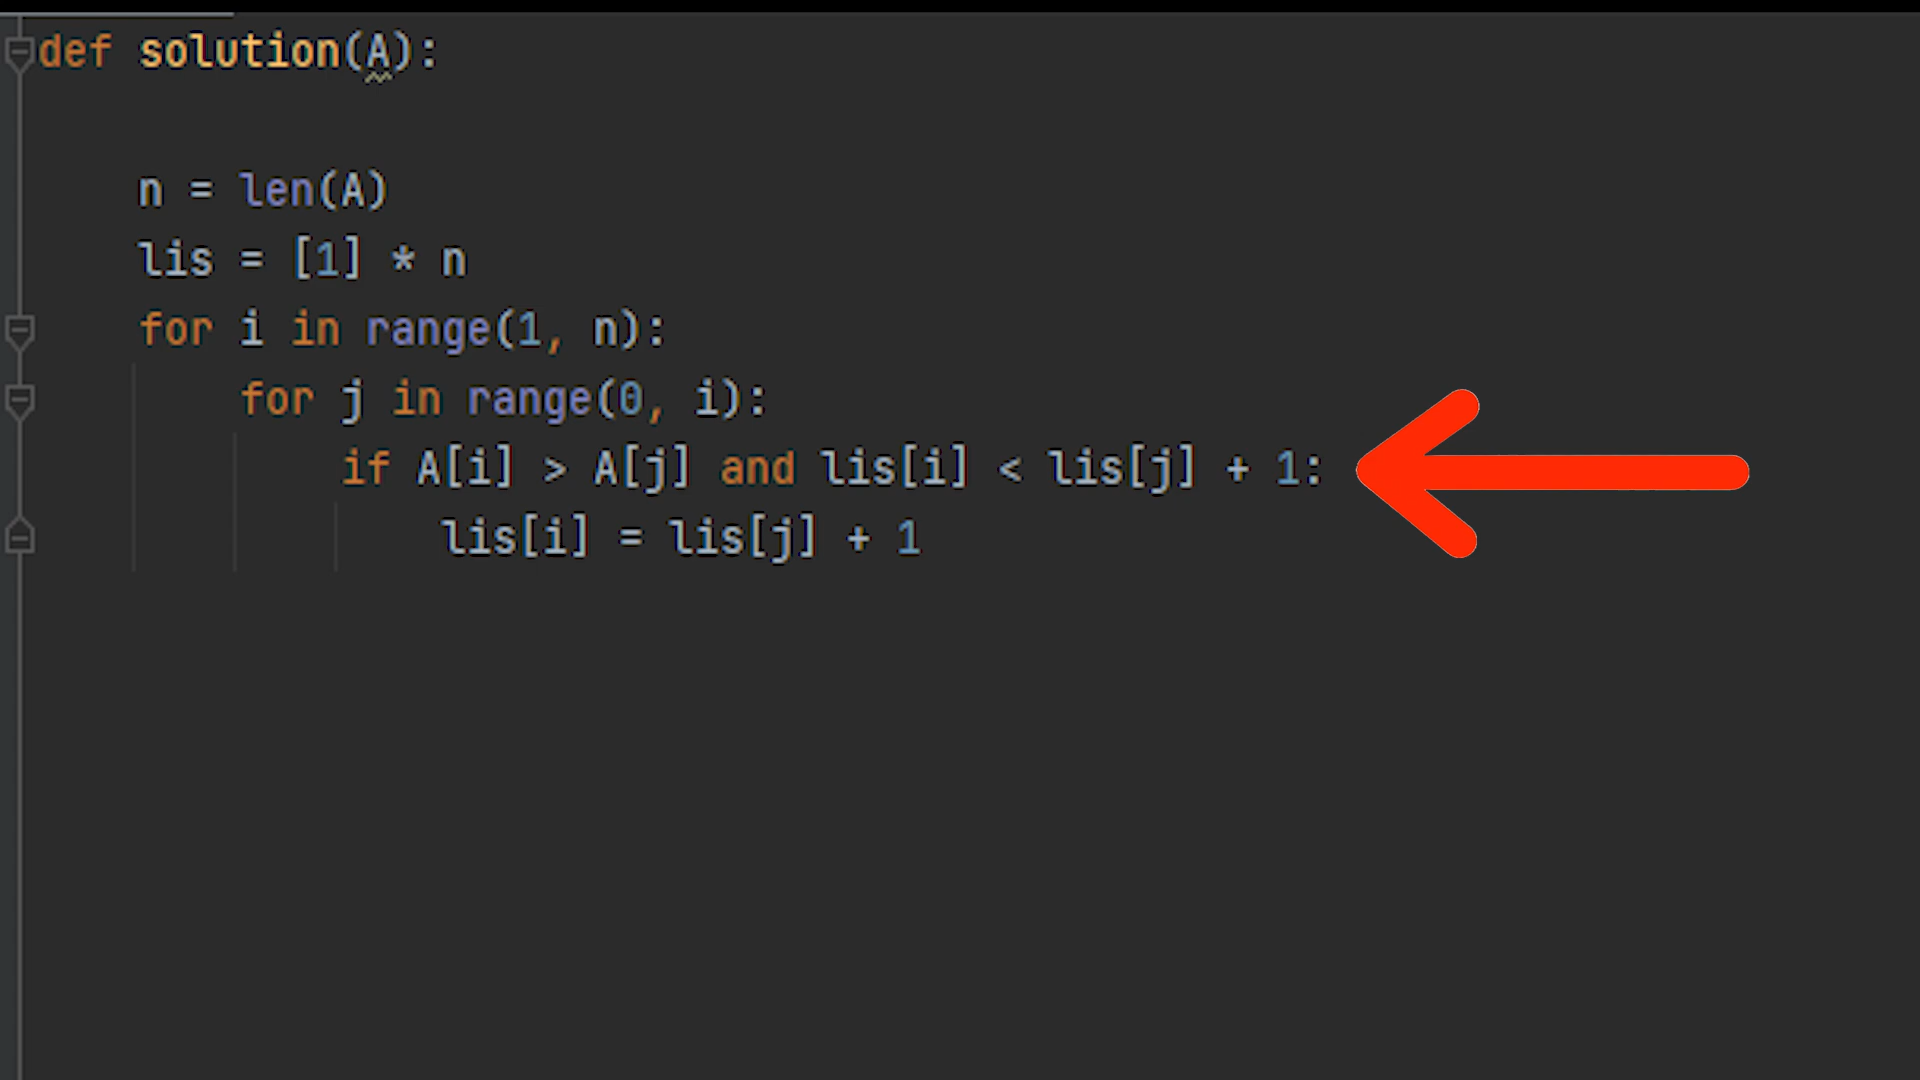 def solution(A):
n = len(A)
lis = [1] * n
for i in range(1, n):
for j in range(0, i):
if A[i] > A[j] and lis[i] < lis[j] + 1:
lis[i] = lis[j] + 1